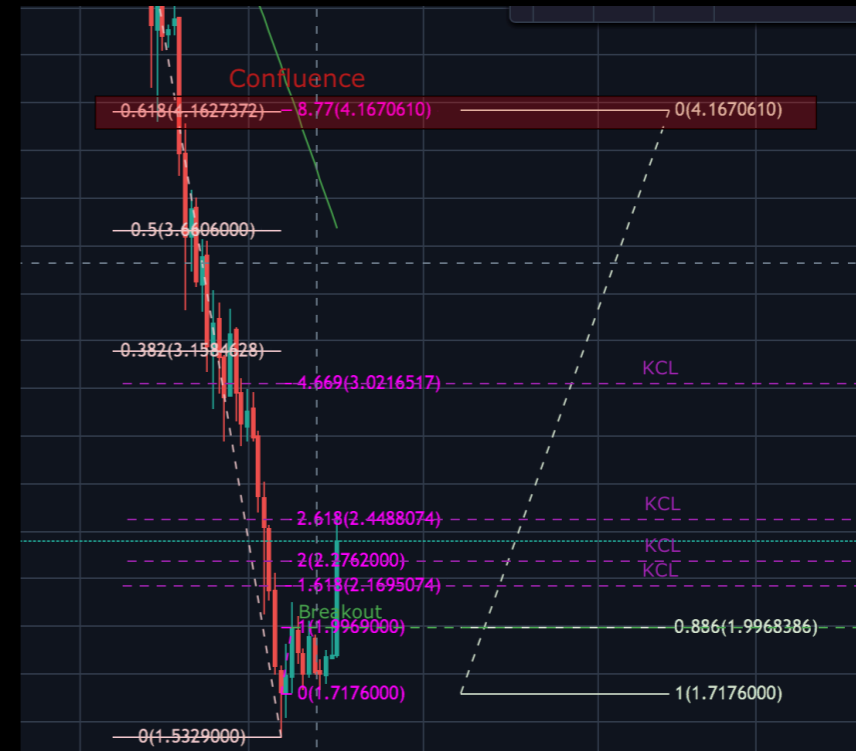 Confluence
0.618(4.1627372)
8.77(4.1670610)
0(4.1670610)
0.5(3.6606000)
0.382(3.1584628)
KCL
4.669(3.0216517)
KCL
2.618(2.4488074)
KCL
2(2.2762000)
KCL
1.618(2.1695074)
Breakout
1(1.9969000)
0.886(1.9968386)
0(1.7176000)
1(1.7176000)
0(1.5329000)